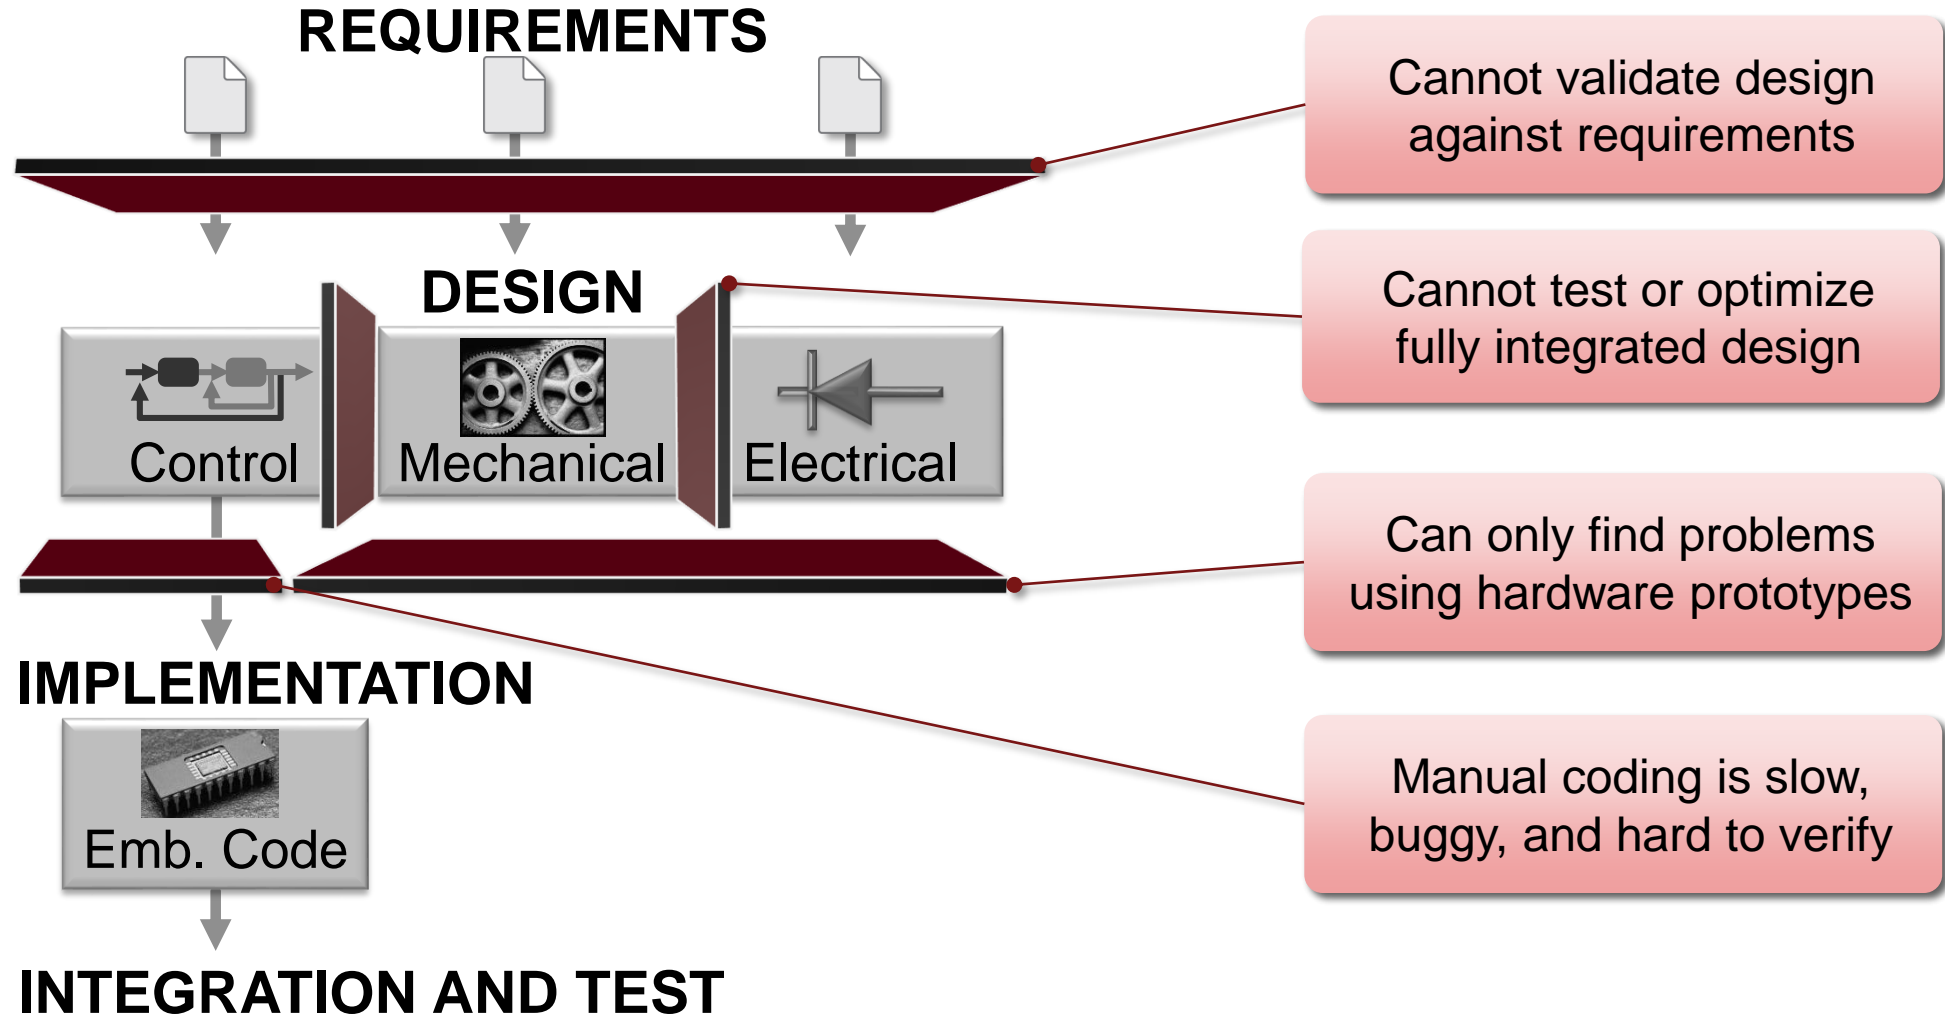 REQUIREMENTS
Cannot validate design
against requirements
DESIGN
Cannot test or optimize
fully integrated design
Control
Mechanical
Electrical
Can only find problems
using hardware prototypes
IMPLEMENTATION
Manual coding is slow,
buggy, and hard to verify
Emb. Code
INTEGRATION AND TEST